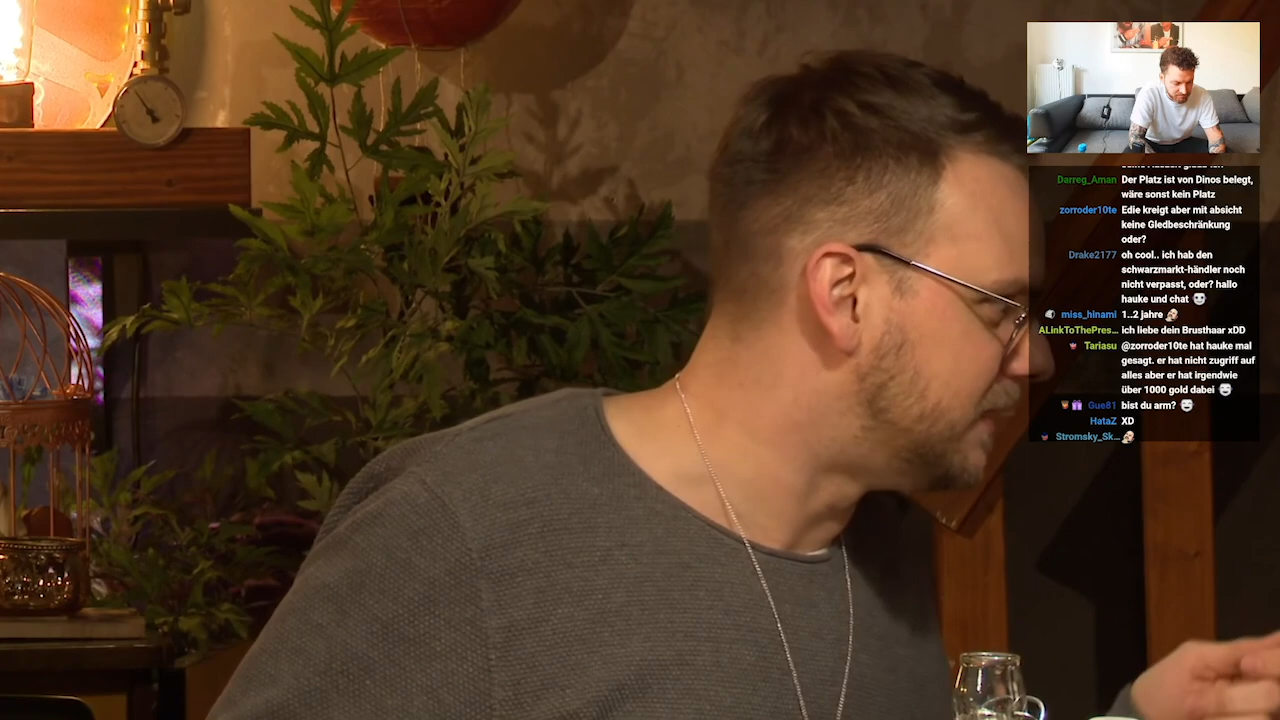 Darreg_Aman Der Platz ist von Dinos belegt,
wäre sonst kein Platz
zorroder10te Edie kreigt aber mit absicht
keine Gledbeschränkung
oder?
Drake2177 oh cool.. ich hab den
schwarzmarkt-händler noch
nicht verpasst, oder? hallo
hauke und chat
miss_hinami 1..2 jahre
ALinkToThePres... ich liebe dein Brusthaar xDD
Tariasu @zorroder10te hat hauke mal
gesagt. er hat nicht zugriff auf
alles aber er hat irgendwie
über 1000 gold dabei
Gue81 bist du arm?
HataZ XD
Stromsky_Sk...